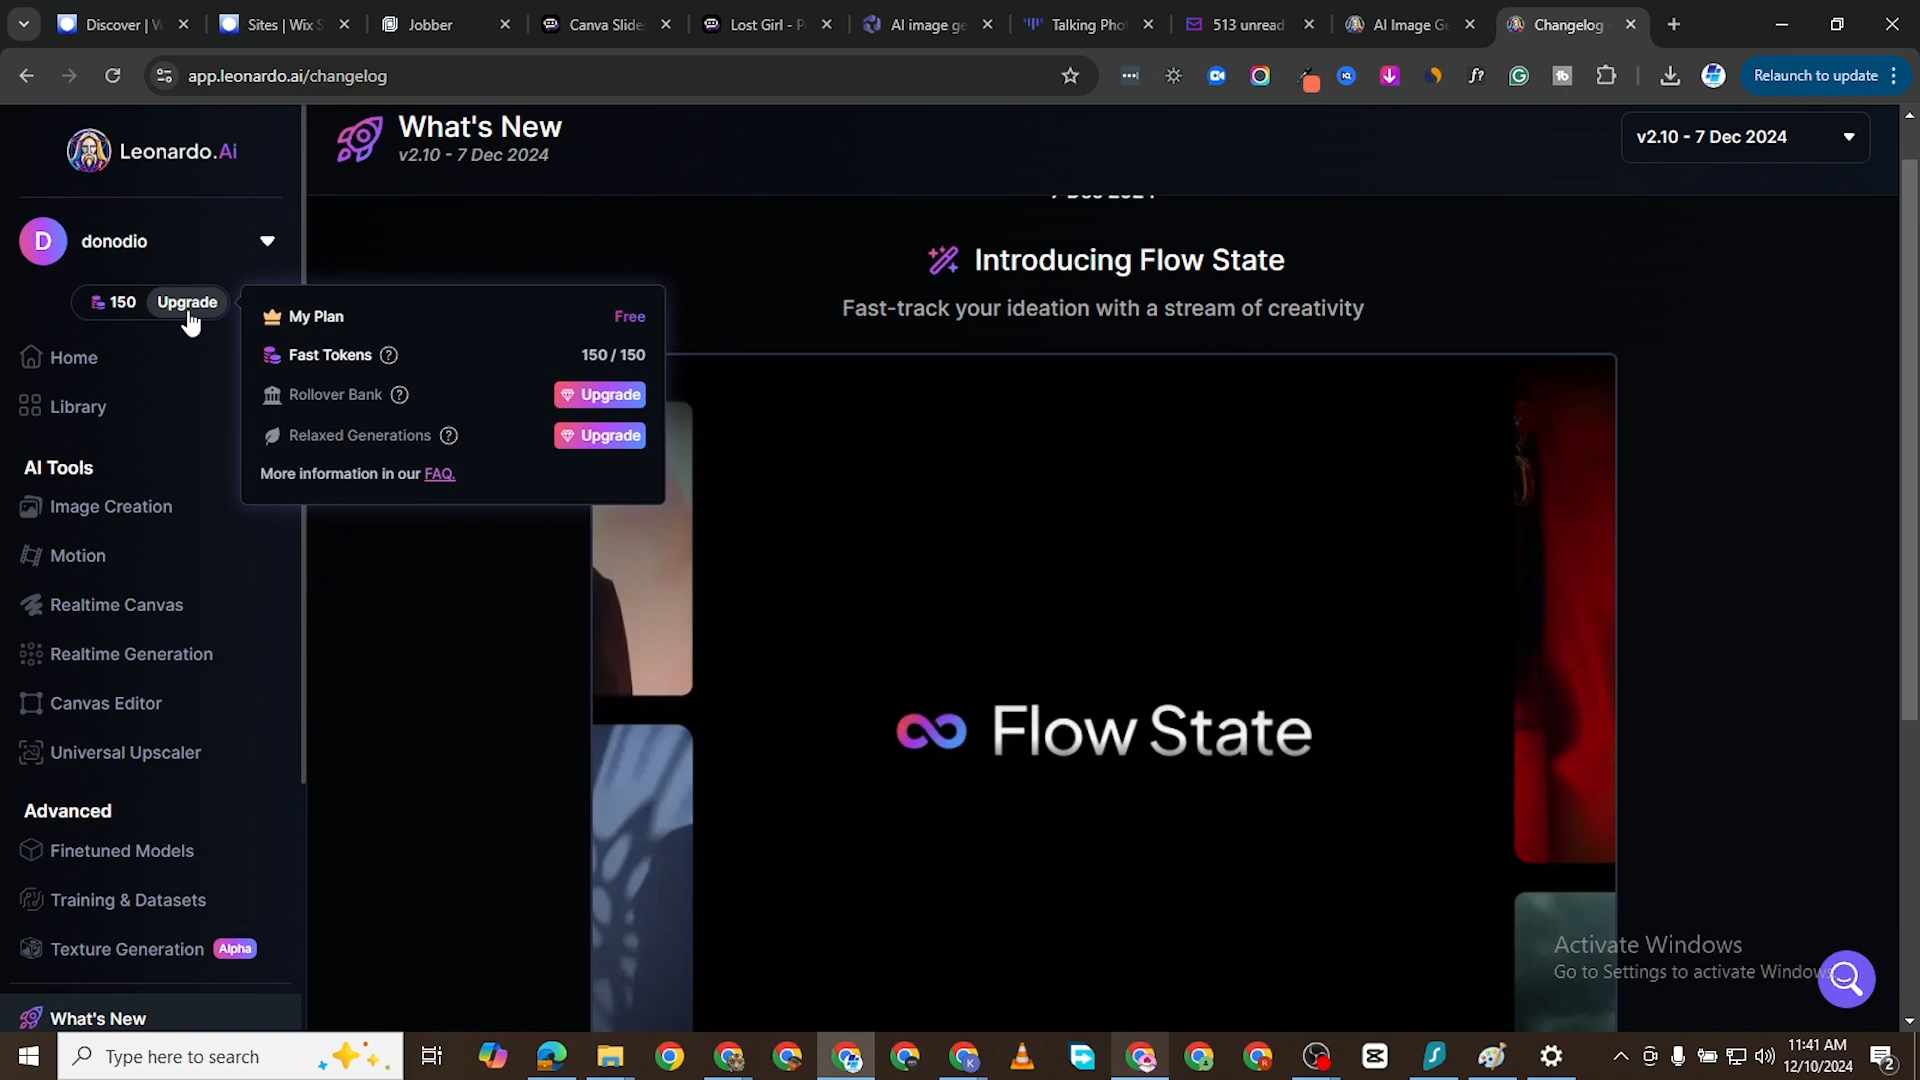 Discover | W
Sites | Wix S
Jobber
Canva Slide
Lost Girl - P
AI image ge
Talking Pho
513 unread
AI Image Ge
Changelog
app.leonardo.ai/changelog
Relaunch to update
Leonardo.Ai
What's New
v2.10 - 7 Dec 2024
v2.10 - 7 Dec 2024
D donodio
150 Upgrade
Home
Library
AI Tools
Image Creation
Motion
Realtime Canvas
Realtime Generation
Canvas Editor
Universal Upscaler
Advanced
Finetuned Models
Training & Datasets
Texture Generation Alpha
What's New
My Plan Free
Fast Tokens ? 150 / 150
Rollover Bank ? Upgrade
Relaxed Generations ? Upgrade
More information in our FAQ.
7 Dec 2024
Introducing Flow State
Fast-track your ideation with a stream of creativity
Flow State
Activate Windows
Go to Settings to activate Windows
Type here to search
11:41 AM
12/10/2024
2